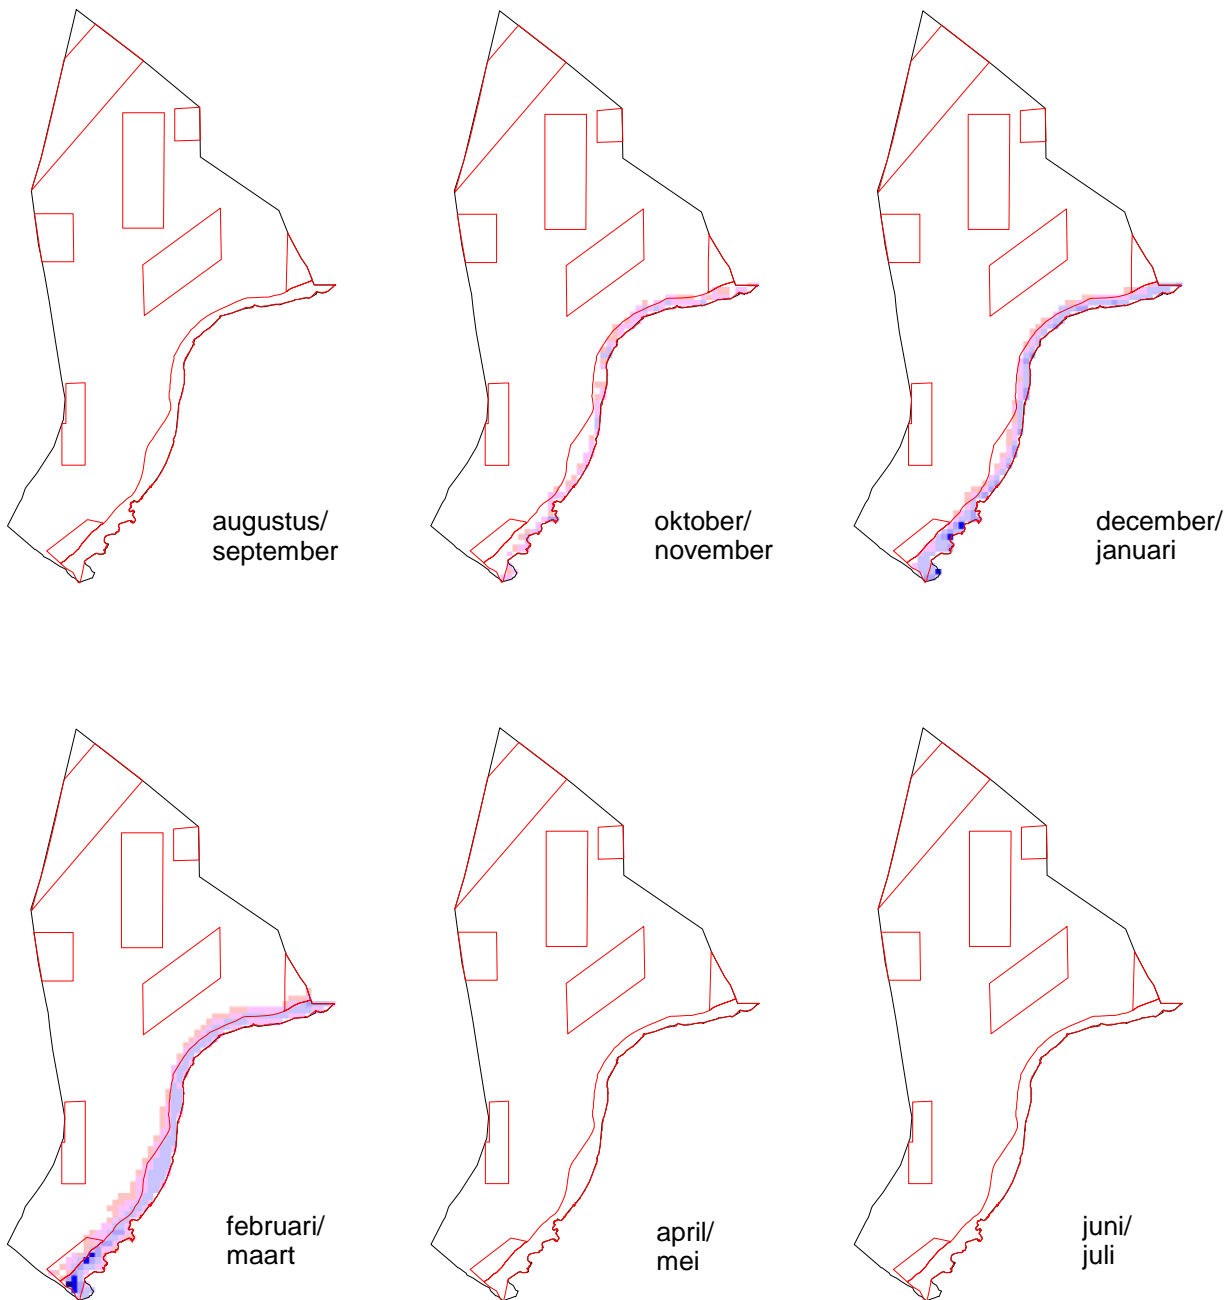 augustus/
september
oktober/
november
december/
januari
februari/
maart
april/
mei
juni/
juli